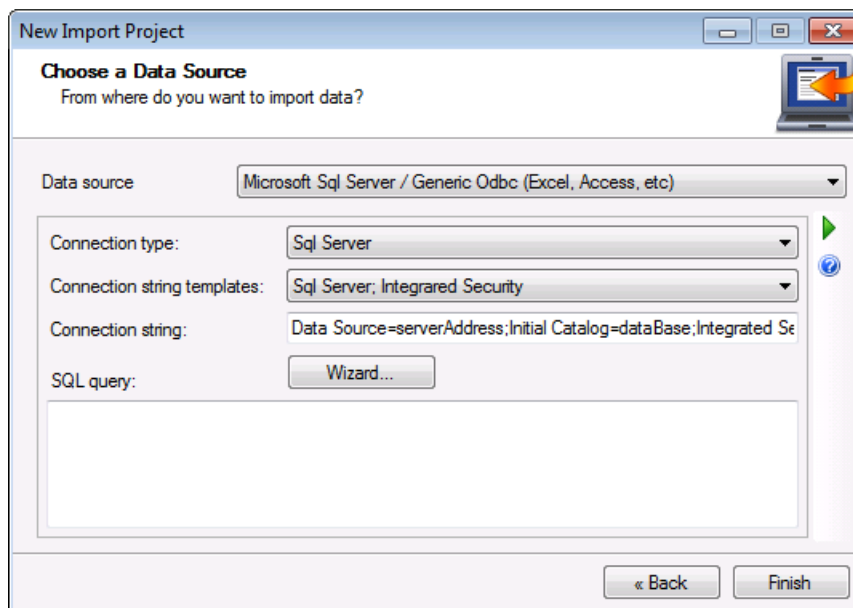 New Import Project
Choose a Data Source
From where do you want to import data?
Data source Microsoft Sql Server / Generic Odbc (Excel, Access, etc)
Connection type: Sql Server
Connection string templates: Sql Server; Integrared Security
Connection string: Data Source=serverAddress;Initial Catalog=dataBase;Integrated Se
SQL query: Wizard...
« Back Finish